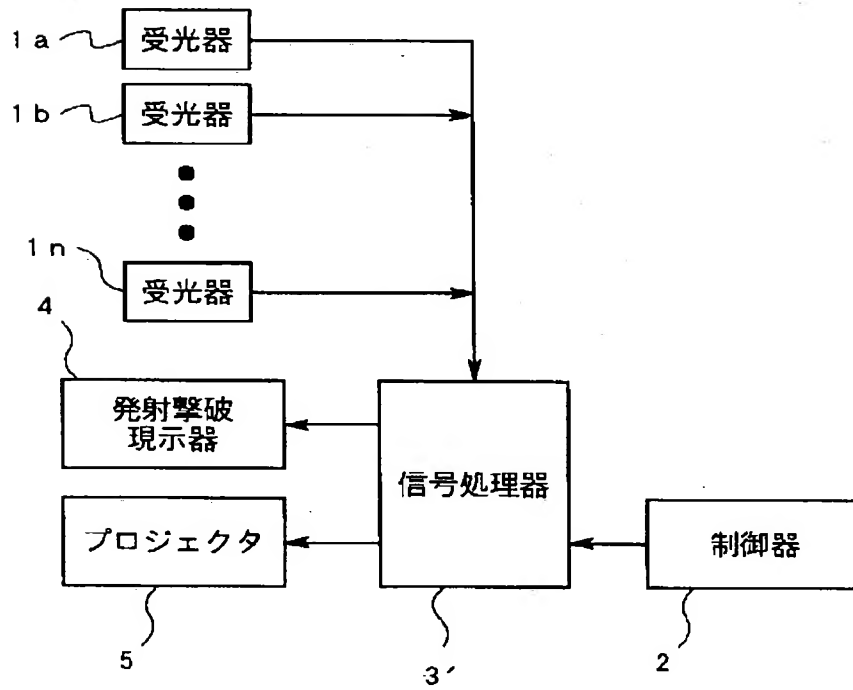 1a
受光器
1b
受光器
1n
受光器
4
発射撃破
現示器
信号処理器
プロジェクタ
制御器
5
3´
2